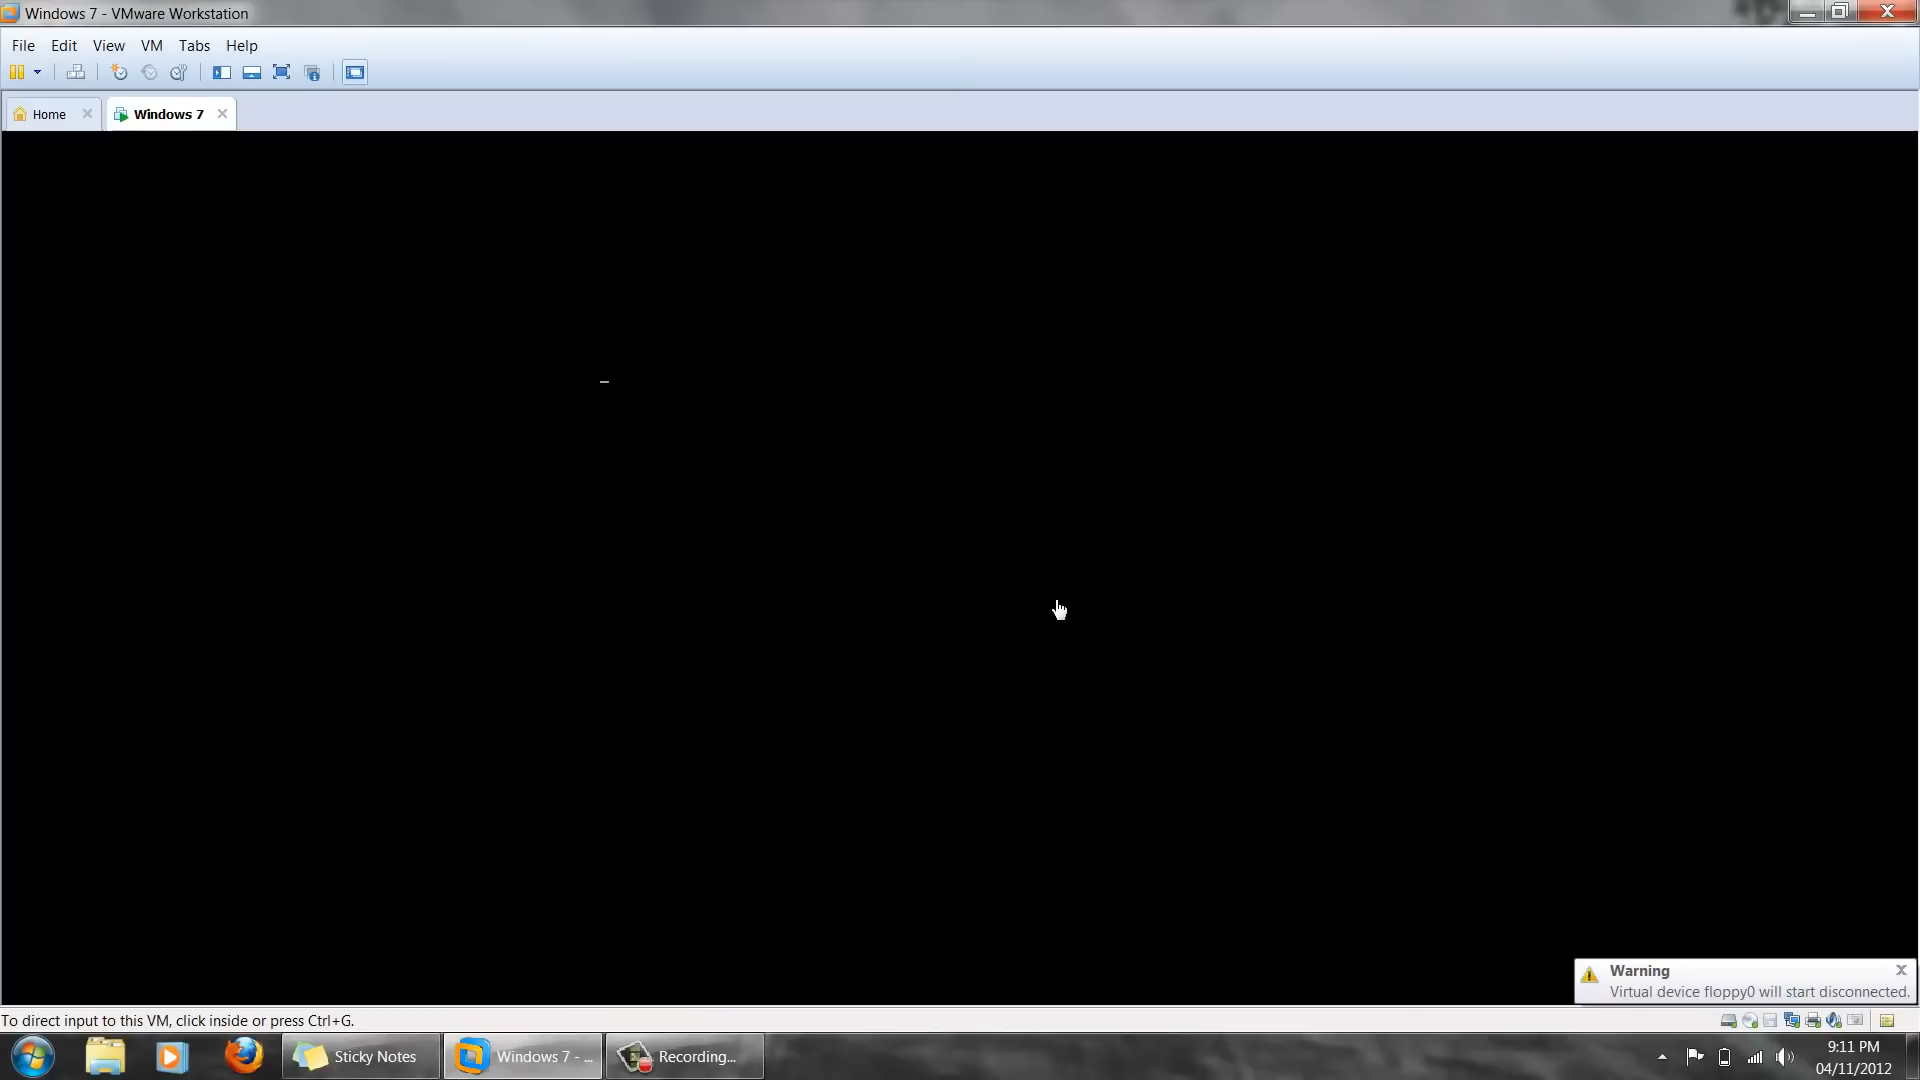 Windows 7 - VMware Workstation
File Edit View VM Tabs Help
Home Windows 7
Warning
Virtual device floppy0 will start disconnected.
To direct input to this VM, click inside or press Ctrl+G.
Sticky Notes Windows 7 - ... Recording...
9:11 PM
04/11/2012